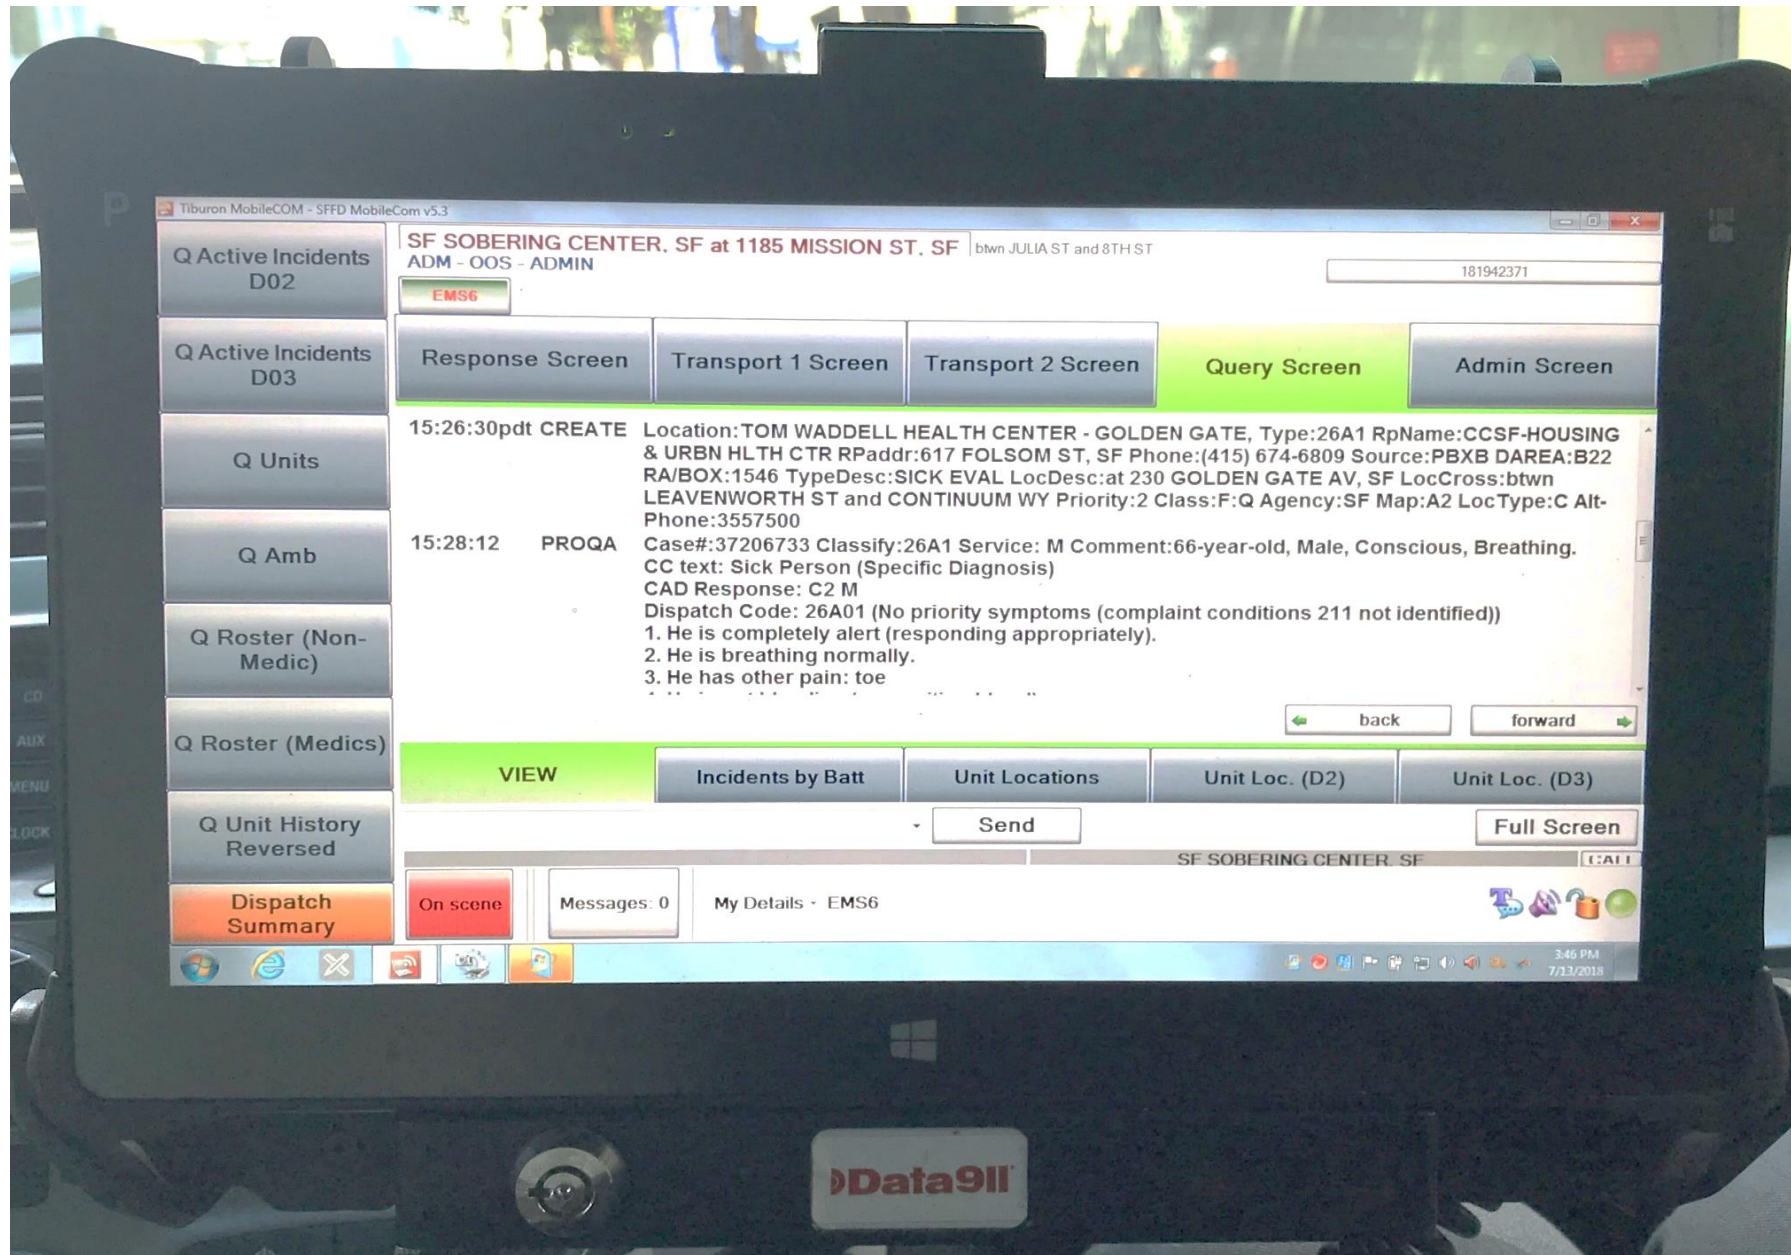 Tiburon MobileCOM - SFFD MobileCom v5.3
SF SOBERING CENTER, SF at 1185 MISSION ST, SF btwn JULIA ST and 8TH ST
ADM - OOS - ADMIN
181942371
EMS6
Q Active Incidents
D02
Q Active Incidents
D03
Q Units
Q Amb
Q Roster (Non-
Medic)
Q Roster (Medics)
Q Unit History
Reversed
Dispatch
Summary
Response Screen
Transport 1 Screen
Transport 2 Screen
Query Screen
Admin Screen
15:26:30pdt CREATE Location:TOM WADDELL HEALTH CENTER - GOLDEN GATE, Type:26A1 RpName:CCSF-HOUSING
& URBN HLTH CTR RPaddr:617 FOLSOM ST, SF Phone:(415) 674-6809 Source:PBXB DAREA:B22
RA/BOX:1546 TypeDesc:SICK EVAL LocDesc:at 230 GOLDEN GATE AV, SF LocCross:btwn
LEAVENWORTH ST and CONTINUUM WY Priority:2 Class:F:Q Agency:SF Map:A2 LocType:C Alt-
Phone:3557500
15:28:12 PROQA Case#:37206733 Classify:26A1 Service: M Comment:66-year-old, Male, Conscious, Breathing.
CC text: Sick Person (Specific Diagnosis)
CAD Response: C2 M
Dispatch Code: 26A01 (No priority symptoms (complaint conditions 211 not identified))
1. He is completely alert (responding appropriately).
2. He is breathing normally.
3. He has other pain: toe
back
forward
VIEW
Incidents by Batt
Unit Locations
Unit Loc. (D2)
Unit Loc. (D3)
Send
Full Screen
SF SOBERING CENTER, SF
CALL
On scene
Messages: 0
My Details - EMS6
3:46 PM
7/13/2018
CD
AUX
MENU
CLOCK
P
Data911